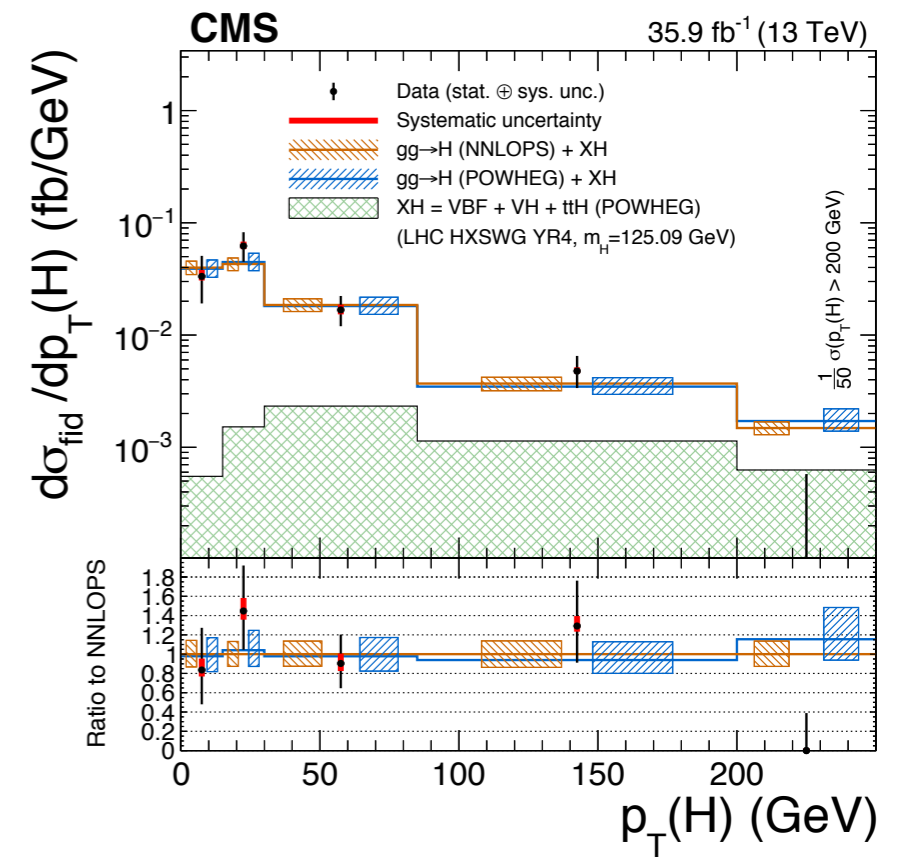 CMS
35.9 fb⁻¹ (13 TeV)
dσ_fid /dp_T(H) (fb/GeV)
1
10⁻¹
10⁻²
10⁻³
Data (stat. ⊕ sys. unc.)
Systematic uncertainty
gg→H (NNLOPS) + XH
gg→H (POWHEG) + XH
XH = VBF + VH + ttH (POWHEG)
(LHC HXSWG YR4, m_H=125.09 GeV)
1/50 σ(p_T(H) > 200 GeV)
Ratio to NNLOPS
1.8
1.6
1.4
1.2
1
0.8
0.6
0.4
0.2
0
0 50 100 150 200
p_T(H) (GeV)